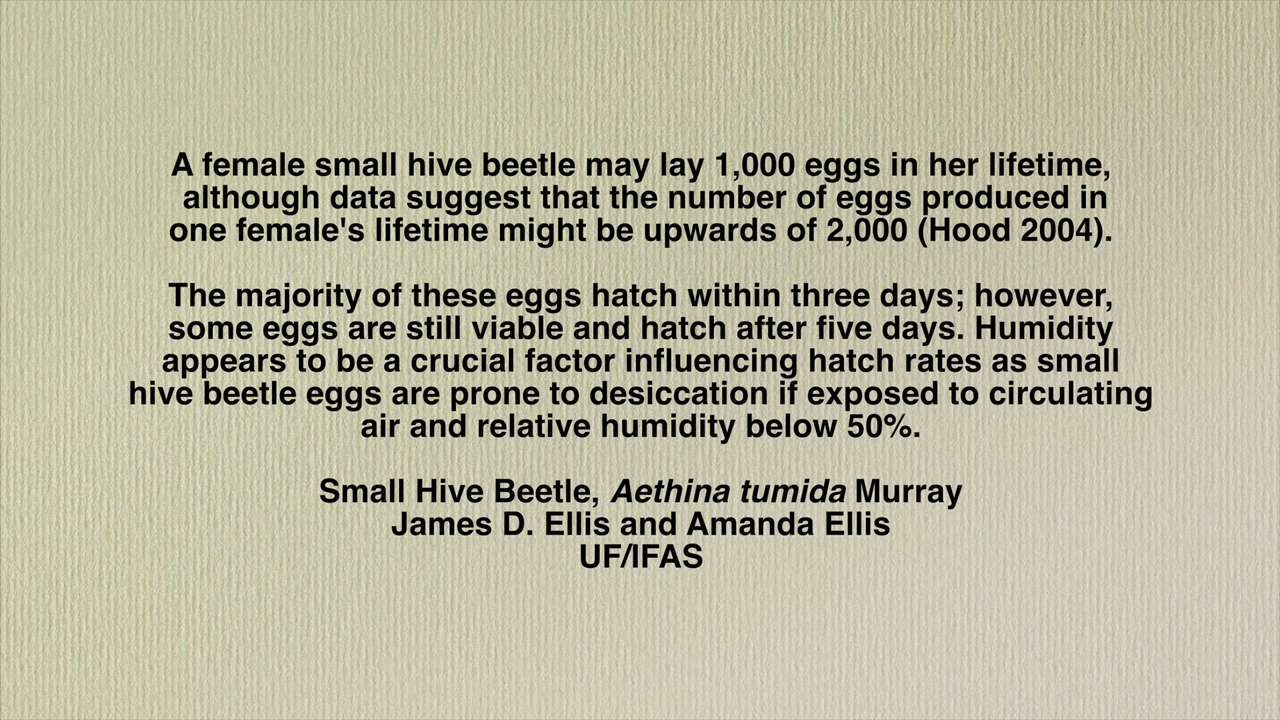 A female small hive beetle may lay 1,000 eggs in her lifetime,
although data suggest that the number of eggs produced in
one female's lifetime might be upwards of 2,000 (Hood 2004).
The majority of these eggs hatch within three days; however,
some eggs are still viable and hatch after five days. Humidity
appears to be a crucial factor influencing hatch rates as small
hive beetle eggs are prone to desiccation if exposed to circulating
air and relative humidity below 50%.
Small Hive Beetle, Aethina tumida Murray
James D. Ellis and Amanda Ellis
UF/IFAS